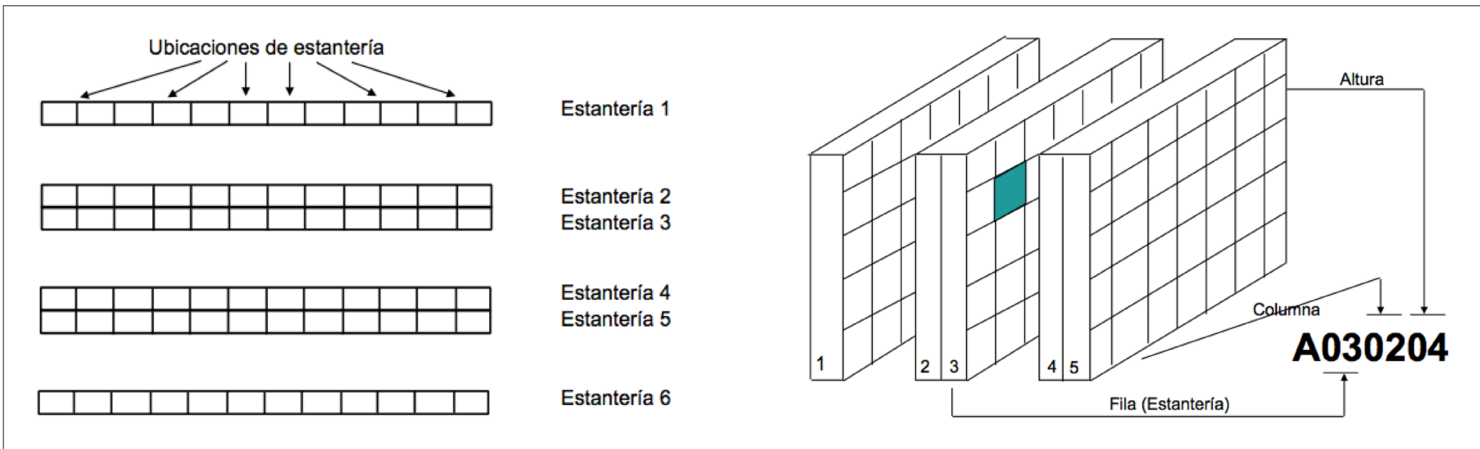 Ubicaciones de estantería
Estantería 1
Estantería 2
Estantería 3
Estantería 4
Estantería 5
Estantería 6
Altura
1
2 3
4 5
Columna
A030204
Fila (Estantería)